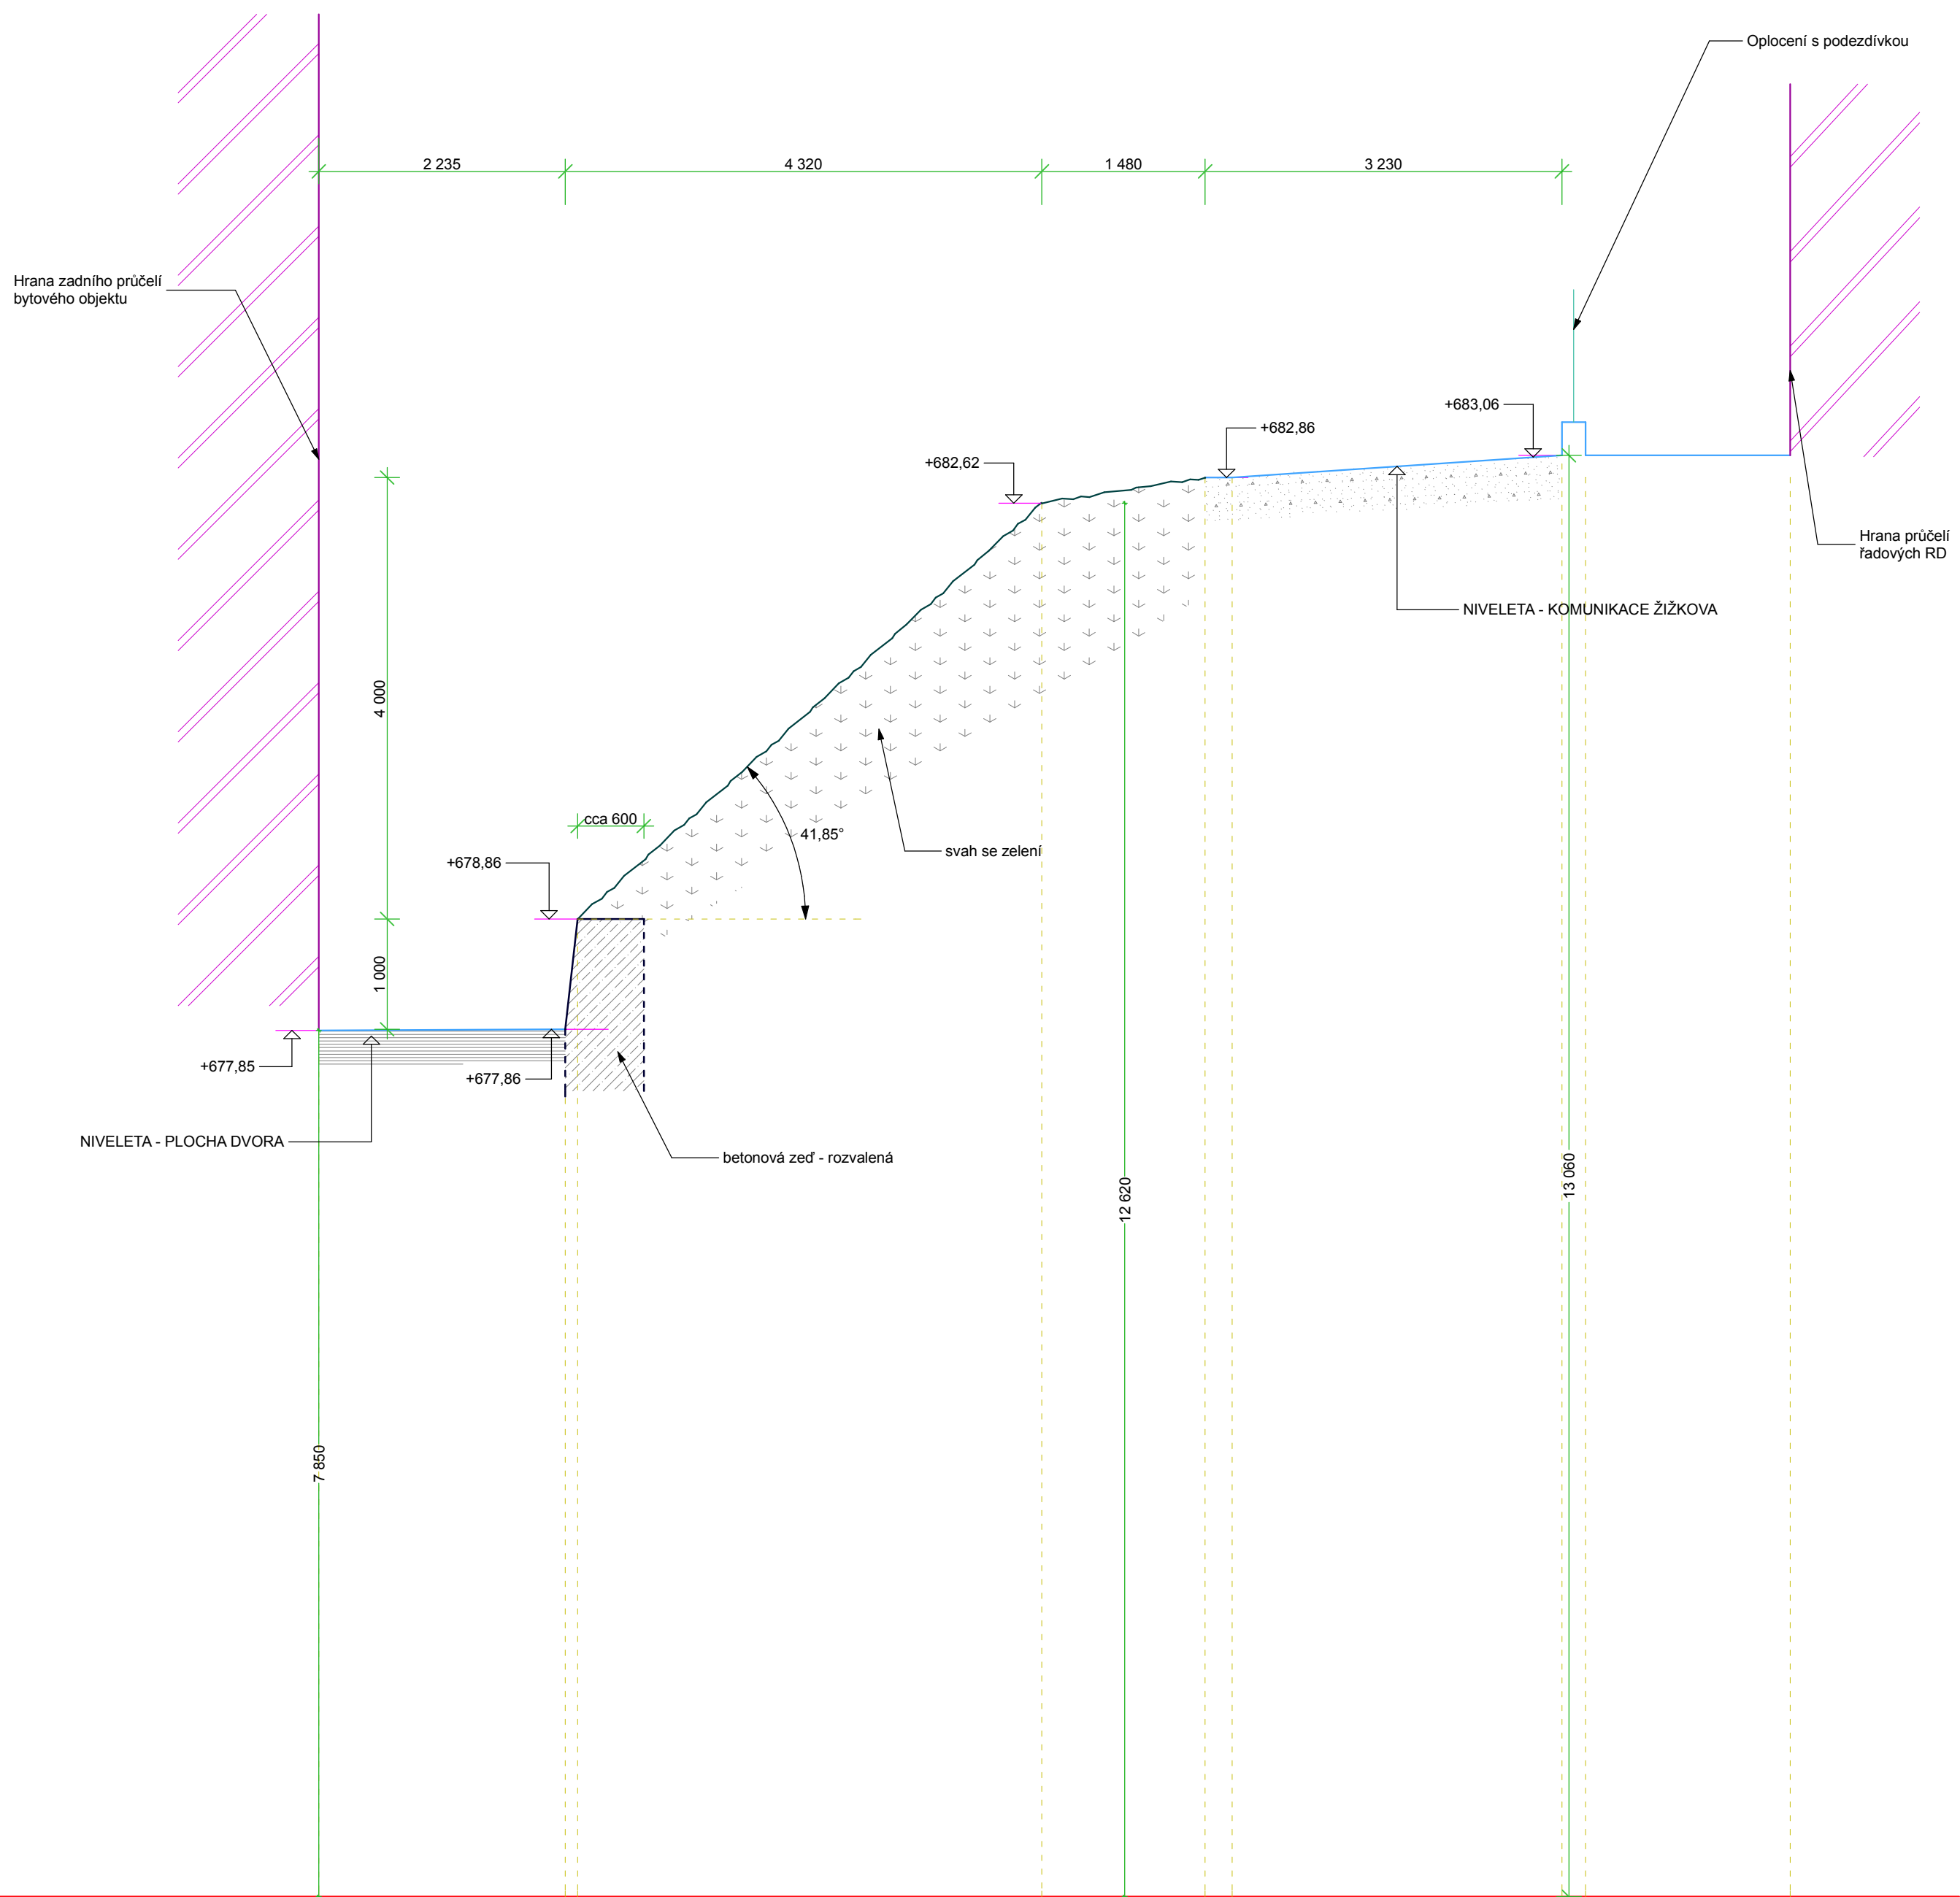 Oplocení s podezdívkou
2 235
4 320
1 480
3 230
Hrana zadního průčelí
bytového objektu
+683,06
+682,86
+682,62
Hrana průčelí
řadových RD
NIVELETA - KOMUNIKACE ŽIŽKOVA
4 000
cca 600
41,85°
svah se zelení
+678,86
1 000
+677,85
+677,86
NIVELETA - PLOCHA DVORA
betonová zeď - rozvalená
12 620
13 060
7 850